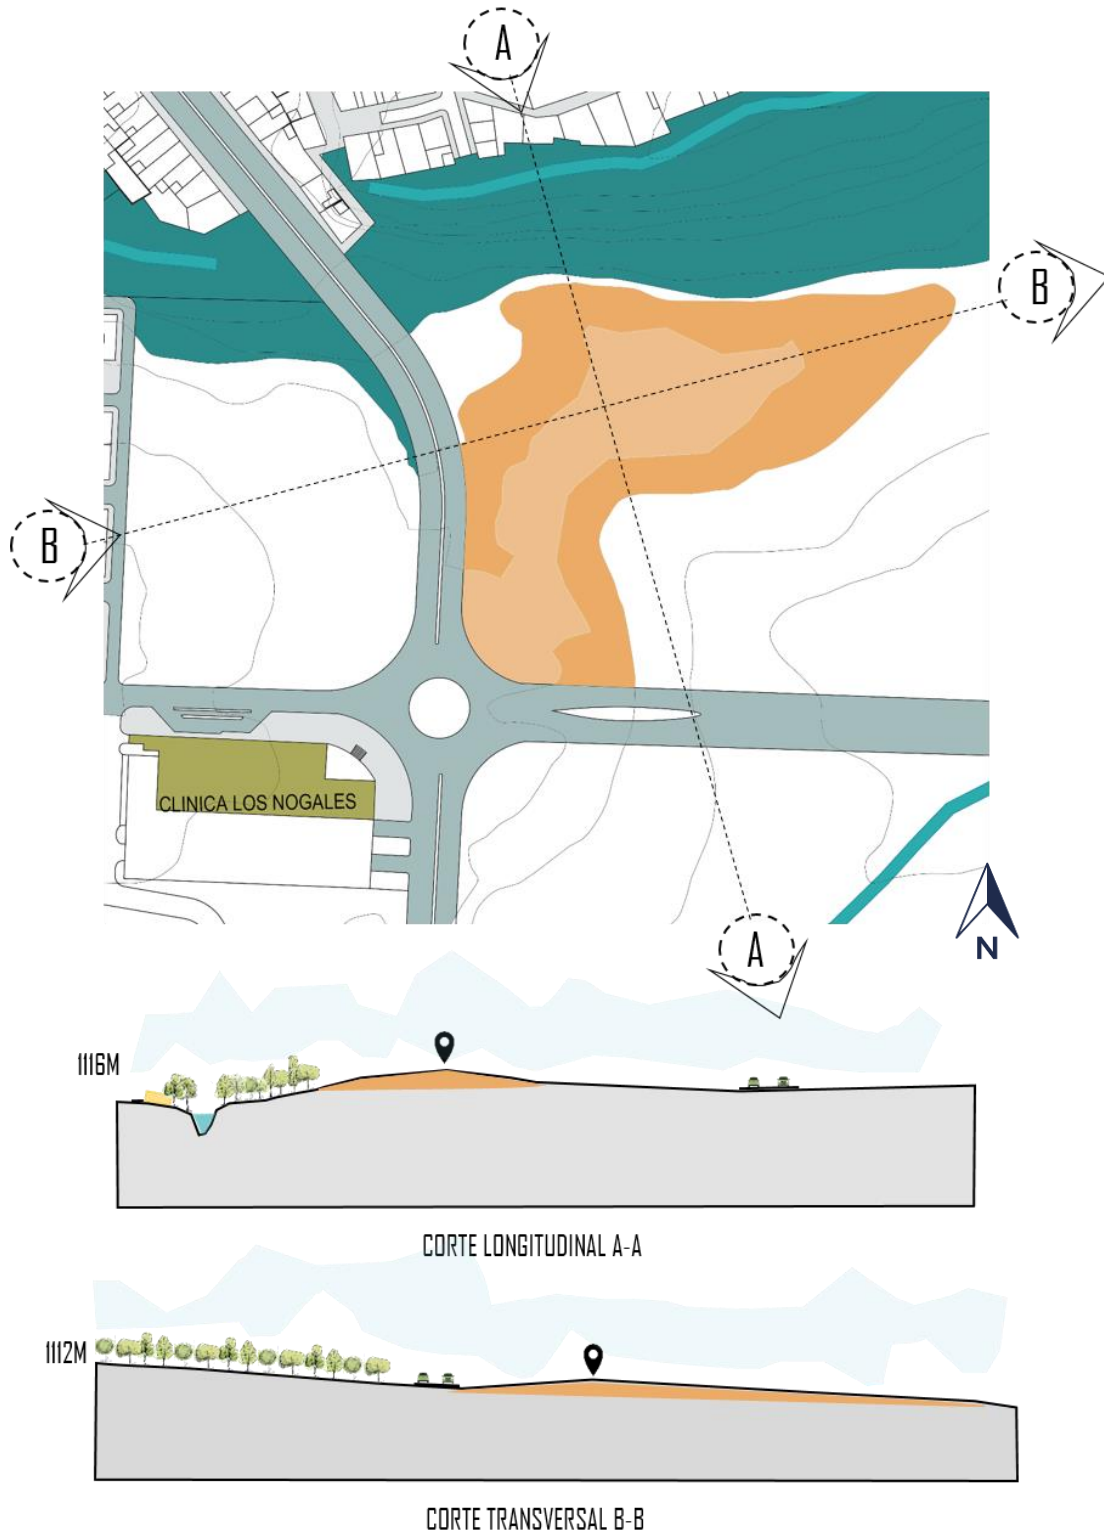 A
B
B
CLINICA LOS NOGALES
A
N
1116M
CORTE LONGITUDINAL A-A
1112M
CORTE TRANSVERSAL B-B